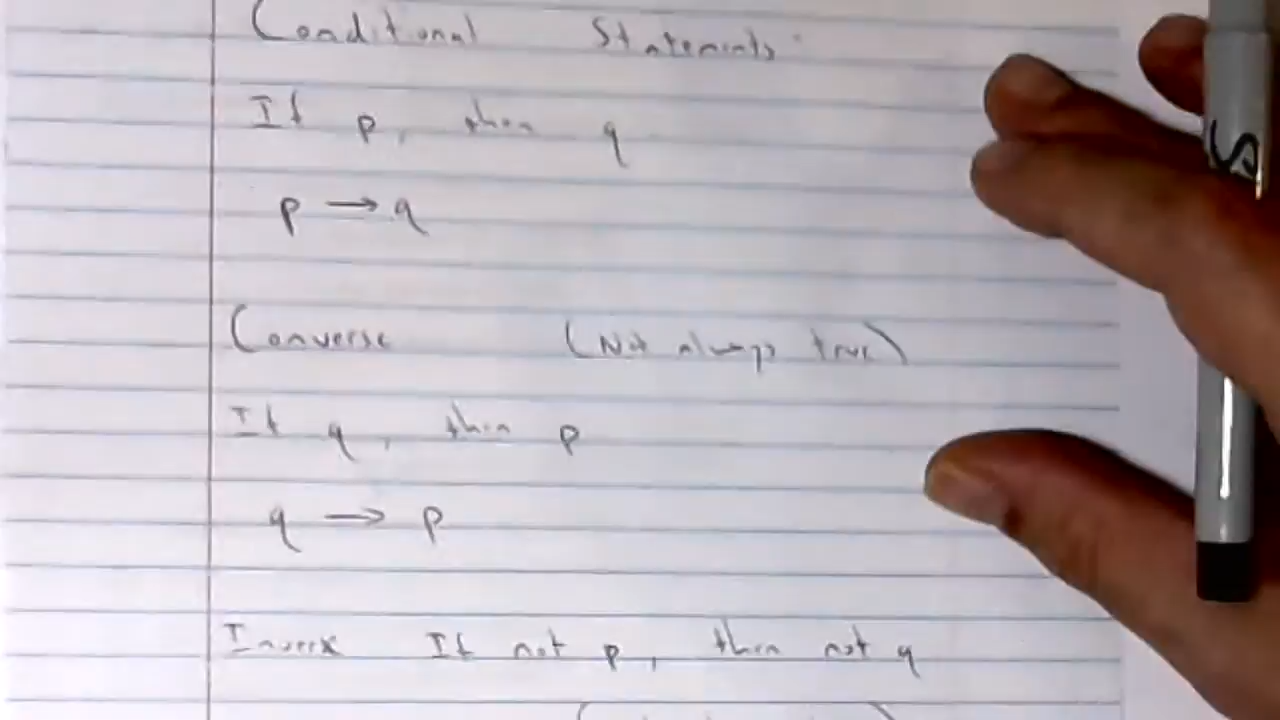 Conditional Statements
If p, then q
p → q
Converse (Not always true)
If q, then p
q → p
Inverse If not p, then not q